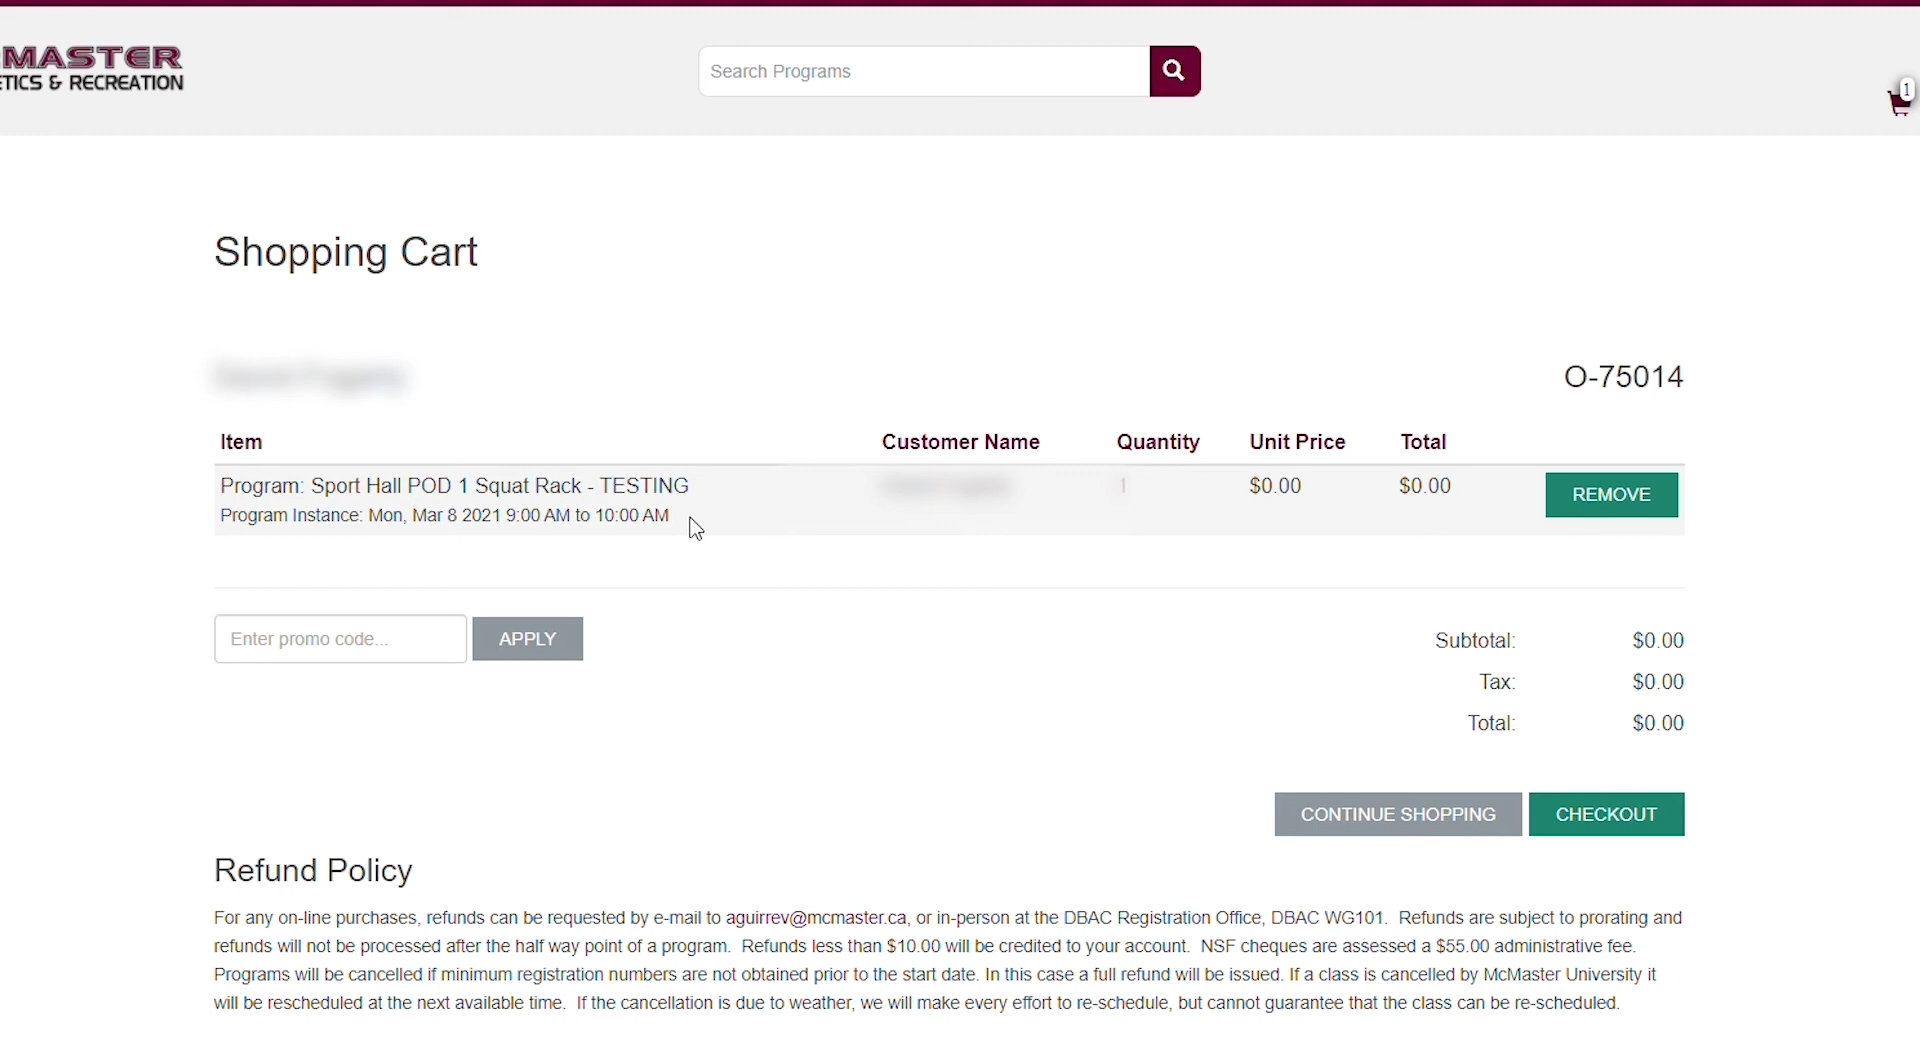 MASTER
ETICS & RECREATION
Search Programs
1
Shopping Cart
O-75014
Item Customer Name Quantity Unit Price Total
Program: Sport Hall POD 1 Squat Rack - TESTING 1 $0.00 $0.00 REMOVE
Program Instance: Mon, Mar 8 2021 9:00 AM to 10:00 AM
Enter promo code... APPLY
Subtotal: $0.00
Tax: $0.00
Total: $0.00
CONTINUE SHOPPING CHECKOUT
Refund Policy
For any on-line purchases, refunds can be requested by e-mail to aguirrev@mcmaster.ca, or in-person at the DBAC Registration Office, DBAC WG101. Refunds are subject to prorating and
refunds will not be processed after the half way point of a program. Refunds less than $10.00 will be credited to your account. NSF cheques are assessed a $55.00 administrative fee.
Programs will be cancelled if minimum registration numbers are not obtained prior to the start date. In this case a full refund will be issued. If a class is cancelled by McMaster University it
will be rescheduled at the next available time. If the cancellation is due to weather, we will make every effort to re-schedule, but cannot guarantee that the class can be re-scheduled.